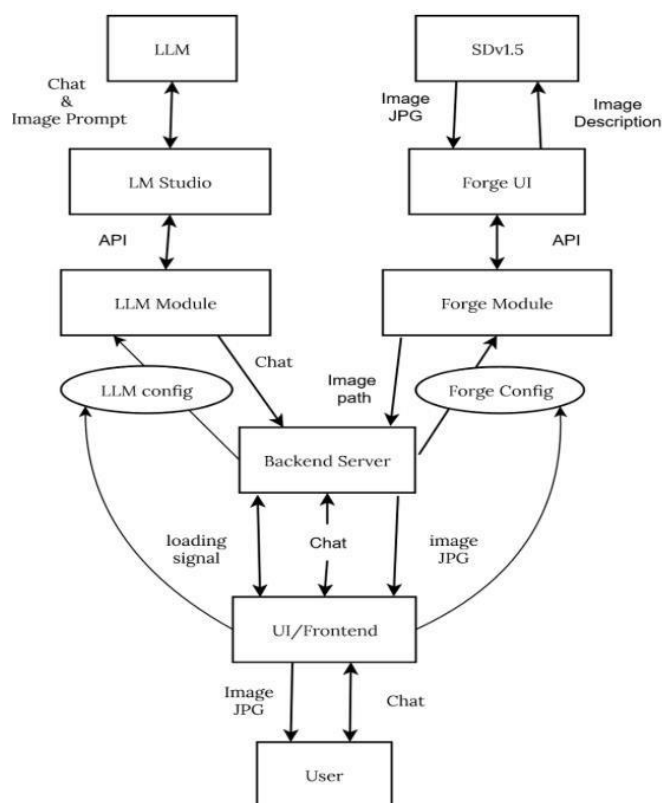 LLM
SDv1.5
Chat
&
Image Prompt
Image
JPG
Image
Description
LM Studio
Forge UI
API
API
LLM Module
Forge Module
Chat
Image
path
LLM config
Forge Config
Backend Server
loading
signal
Chat
image
JPG
UI/Frontend
Image
JPG
Chat
User